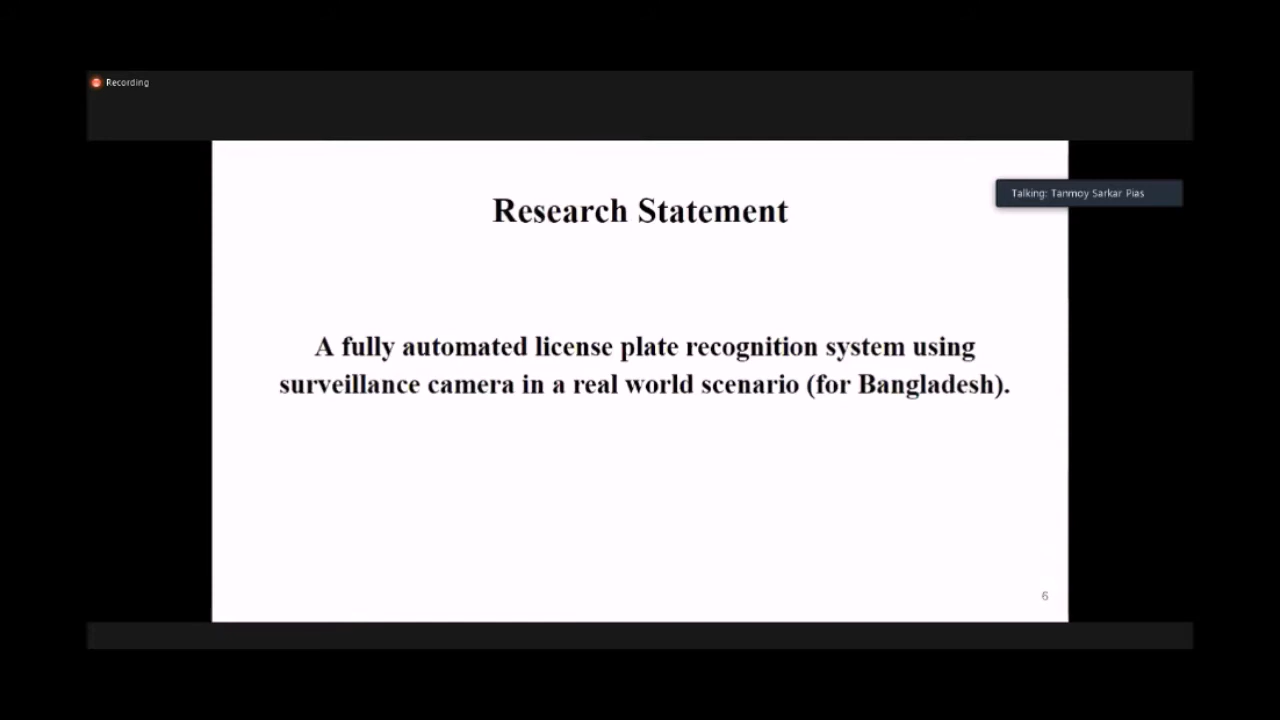 Recording
Talking: Tanmoy Sarkar Pias
Research Statement
A fully automated license plate recognition system using
surveillance camera in a real world scenario (for Bangladesh).
6